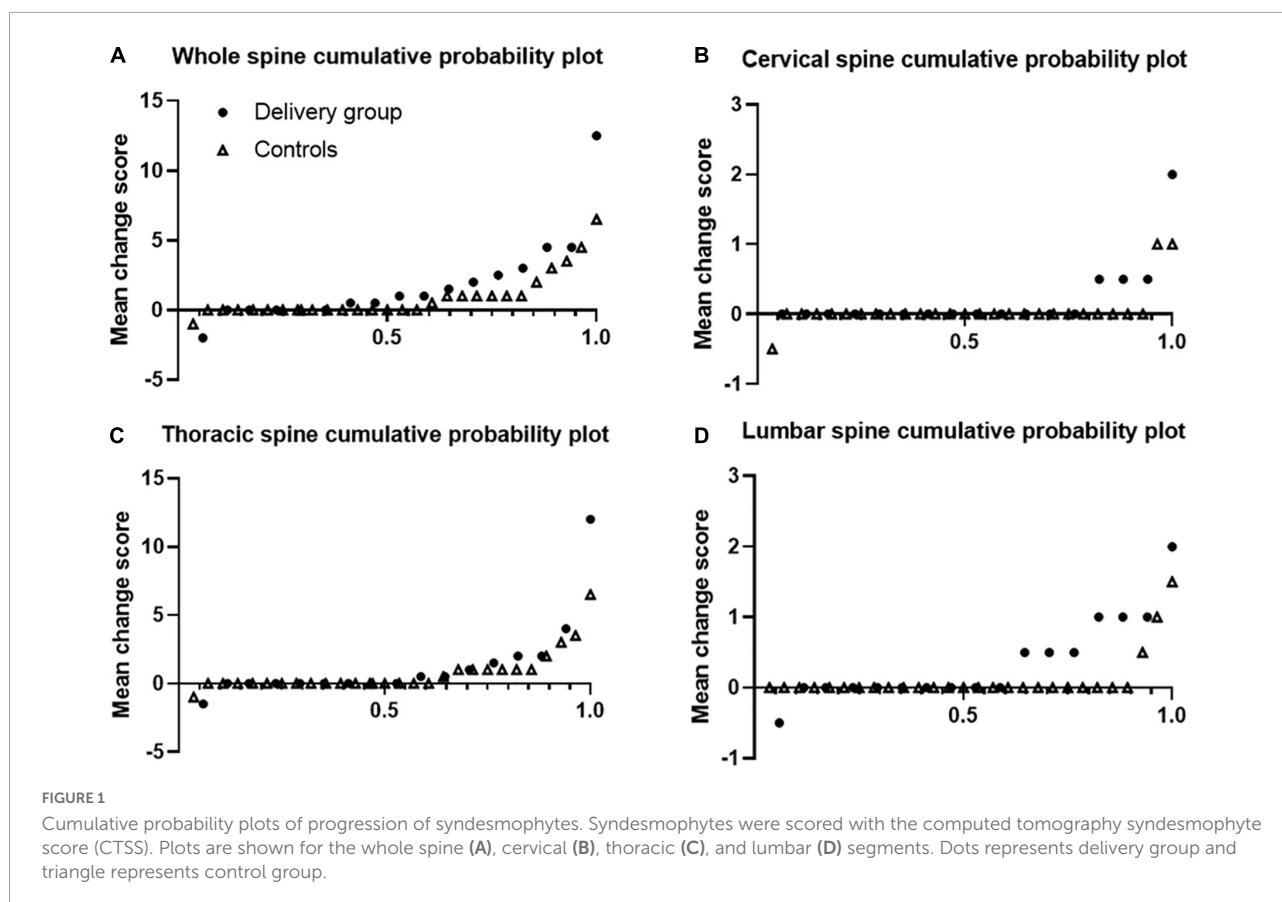 A Whole spine cumulative probability plot
15
10
5
0
-5
Mean change score
Delivery group
Controls
0.5
1.0
B Cervical spine cumulative probability plot
3
2
1
0
-1
Mean change score
0.5
1.0
C Thoracic spine cumulative probability plot
15
10
5
0
-5
Mean change score
0.5
1.0
D Lumbar spine cumulative probability plot
3
2
1
0
-1
Mean change score
0.5
1.0
FIGURE 1
Cumulative probability plots of progression of syndesmophytes. Syndesmophytes were scored with the computed tomography syndesmophyte
score (CTSS). Plots are shown for the whole spine (A), cervical (B), thoracic (C), and lumbar (D) segments. Dots represents delivery group and
triangle represents control group.